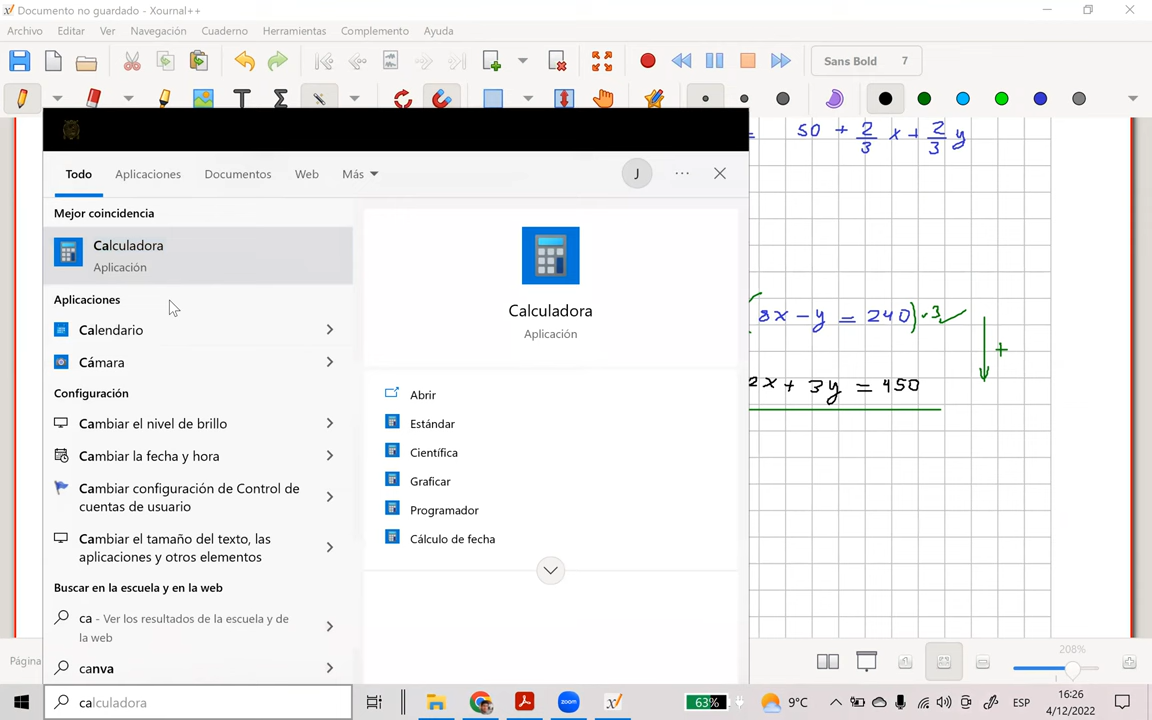 Documento no guardado - Xournal++
Archivo Editar Ver Navegación Cuaderno Herramientas Complemento Ayuda
Sans Bold 7
= 50 + 2/3 x + 2/3 y
Todo Aplicaciones Documentos Web Más J
Mejor coincidencia
Calculadora
Aplicación
Aplicaciones
Calendario
Cámara
Configuración
Cambiar el nivel de brillo
Cambiar la fecha y hora
Cambiar configuración de Control de
cuentas de usuario
Cambiar el tamaño del texto, las
aplicaciones y otros elementos
Buscar en la escuela y en la web
ca - Ver los resultados de la escuela y de
la web
canva
Calculadora
Aplicación
Abrir
Estándar
Científica
Graficar
Programador
Cálculo de fecha
(8x - y = 240) · 3 ✓
+
2x + 3y = 450
Página
208%
calculadora
63%
9°C
ESP
16:26
4/12/2022